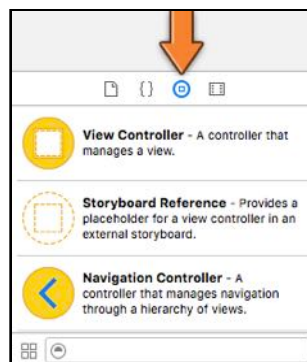 { }
View Controller - A controller that
manages a view.
Storyboard Reference - Provides a
placeholder for a view controller in an
external storyboard.
Navigation Controller - A
controller that manages navigation
through a hierarchy of views.